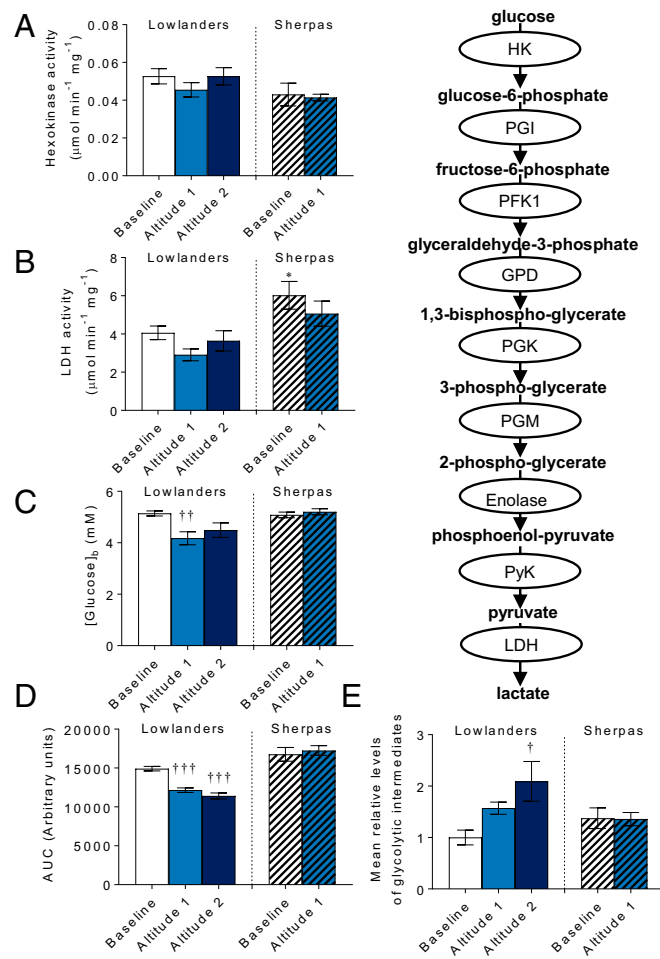 A
Lowlanders
Sherpas
Hexokinase activity
(μmol min⁻¹ mg⁻¹)
0.08
0.06
0.04
0.02
0.00
Baseline
Altitude 1
Altitude 2
Baseline
Altitude 1
B
Lowlanders
Sherpas
LDH activity
(μmol min⁻¹ mg⁻¹)
8
6
4
2
0
*
Baseline
Altitude 1
Altitude 2
Baseline
Altitude 1
C
Lowlanders
Sherpas
[Glucose]b (mM)
6
4
2
0
††
Baseline
Altitude 1
Altitude 2
Baseline
Altitude 1
D
Lowlanders
Sherpas
AUC (Arbitrary units)
20000
15000
10000
5000
0
†††
†††
Baseline
Altitude 1
Altitude 2
Baseline
Altitude 1
glucose
HK
glucose-6-phosphate
PGI
fructose-6-phosphate
PFK1
glyceraldehyde-3-phosphate
GPD
1,3-bisphospho-glycerate
PGK
3-phospho-glycerate
PGM
2-phospho-glycerate
Enolase
phosphoenol-pyruvate
PyK
pyruvate
LDH
lactate
E
Lowlanders
Sherpas
Mean relative levels
of glycolytic intermediates
3
2
1
0
†
Baseline
Altitude 1
Altitude 2
Baseline
Altitude 1